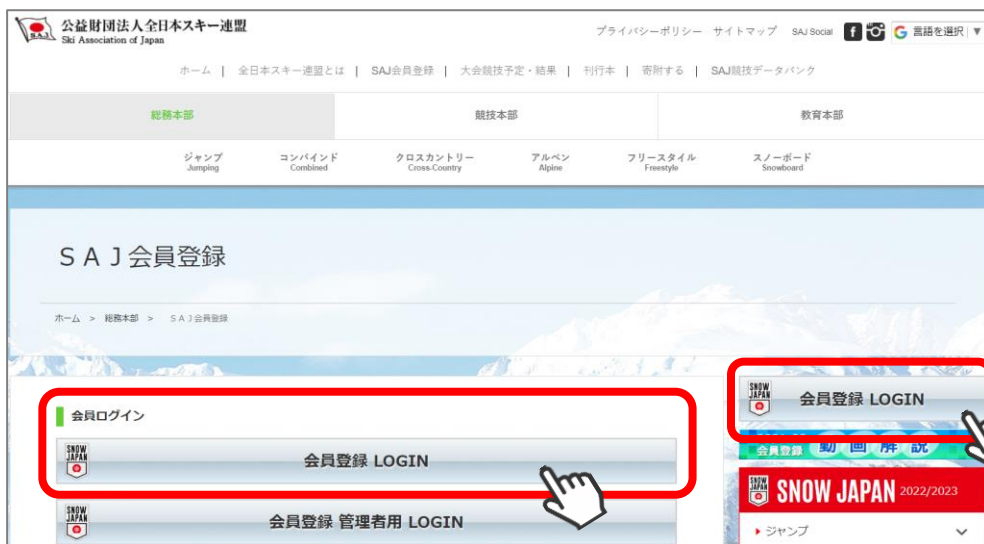 公益財団法人全日本スキー連盟
Ski Association of Japan
プライバシーポリシー サイトマップ SAJ Social 言語を選択 ▼
ホーム | 全日本スキー連盟とは | SAJ会員登録 | 大会競技予定・結果 | 刊行本 | 寄附する | SAJ競技データバンク
総務本部 競技本部 教育本部
ジャンプ コンバインド クロスカントリー アルペン フリースタイル スノーボード
Jumping Combined Cross-Country Alpine Freestyle Snowboard
SAJ会員登録
ホーム > 総務本部 > SAJ会員登録
会員ログイン
SNOW JAPAN 会員登録 LOGIN
SNOW JAPAN 会員登録 管理者用 LOGIN
SNOW JAPAN 会員登録 LOGIN
会員登録 動画解説
SNOW JAPAN SNOW JAPAN 2022/2023
ジャンプ